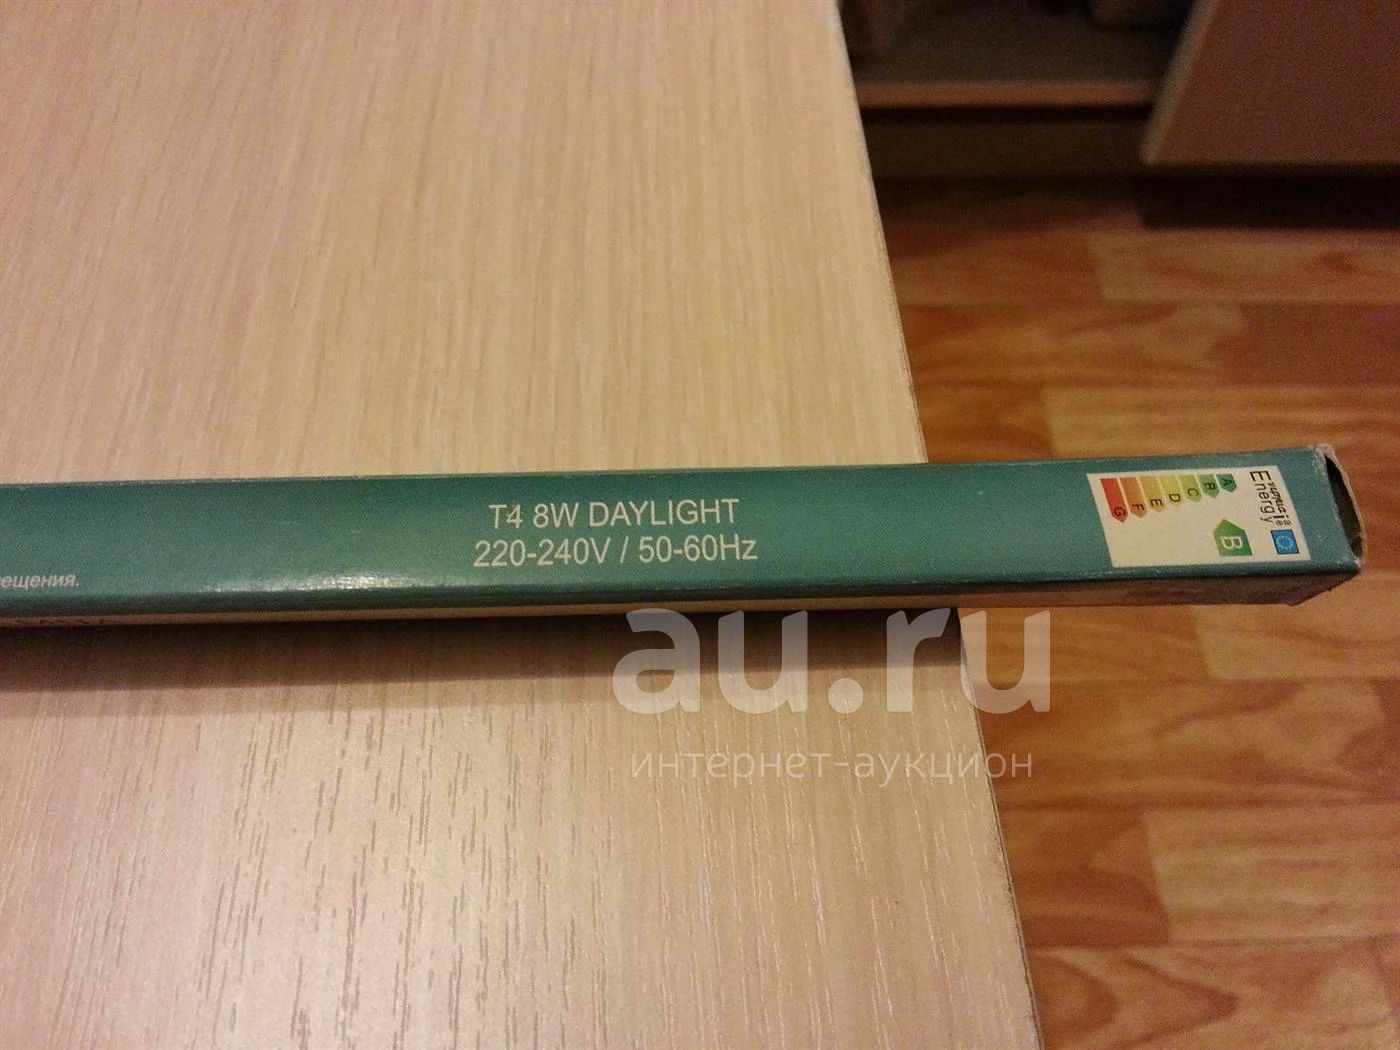 T4 8W DAYLIGHT
220-240V / 50-60Hz
ещения.
Energy
A
B
C
D
E
F
G
B
au.ru
интернет-аукцион